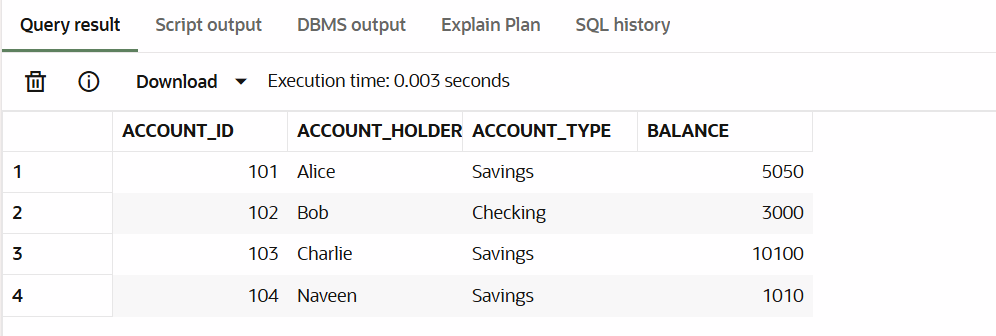 Query result Script output DBMS output Explain Plan SQL history
Download Execution time: 0.003 seconds
ACCOUNT_ID ACCOUNT_HOLDER ACCOUNT_TYPE BALANCE
1 101 Alice Savings 5050
2 102 Bob Checking 3000
3 103 Charlie Savings 10100
4 104 Naveen Savings 1010